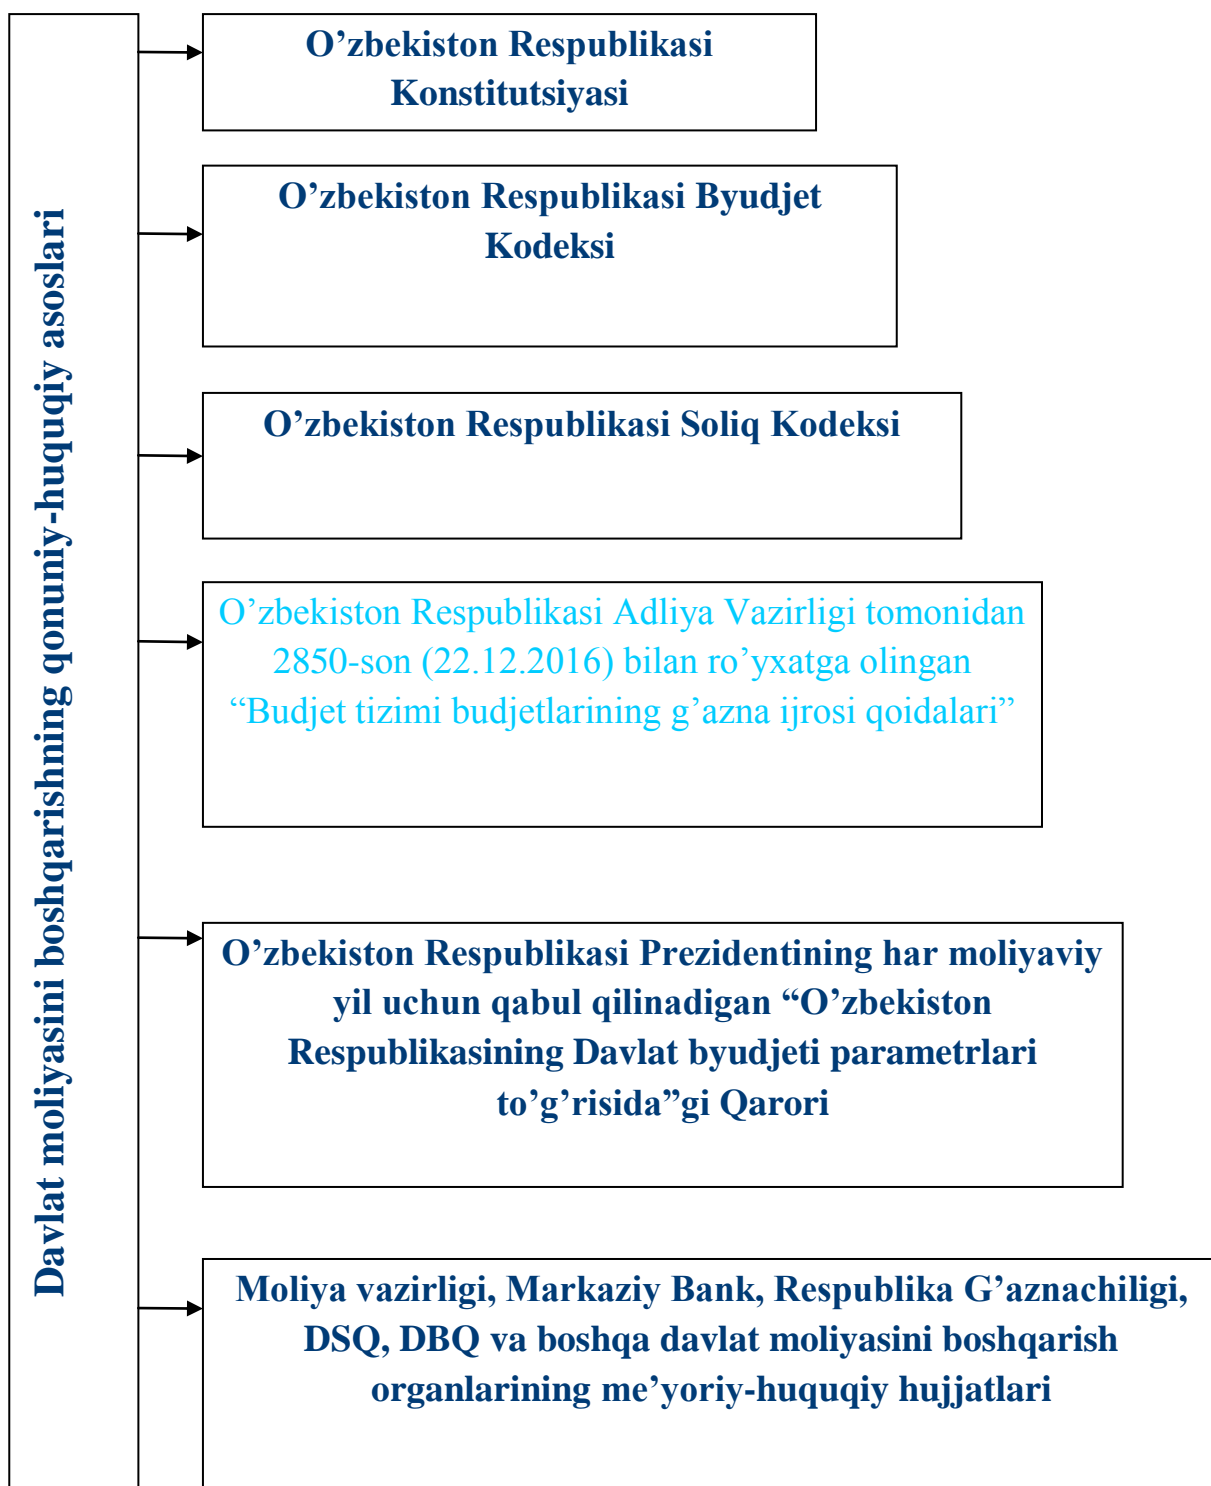 Davlat moliyasini boshqarishning qonuniy-huquqiy asoslari
O’zbekiston Respublikasi
Konstitutsiyasi
O’zbekiston Respublikasi Byudjet
Kodeksi
O’zbekiston Respublikasi Soliq Kodeksi
O’zbekiston Respublikasi Adliya Vazirligi tomonidan
2850-son (22.12.2016) bilan ro’yxatga olingan
“Budjet tizimi budjetlarining g’azna ijrosi qoidalari”
O’zbekiston Respublikasi Prezidentining har moliyaviy
yil uchun qabul qilinadigan “O’zbekiston
Respublikasining Davlat byudjeti parametrlari
to’g’risida”gi Qarori
Moliya vazirligi, Markaziy Bank, Respublika G’aznachiligi,
DSQ, DBQ va boshqa davlat moliyasini boshqarish
organlarining me’yoriy-huquqiy hujjatlari